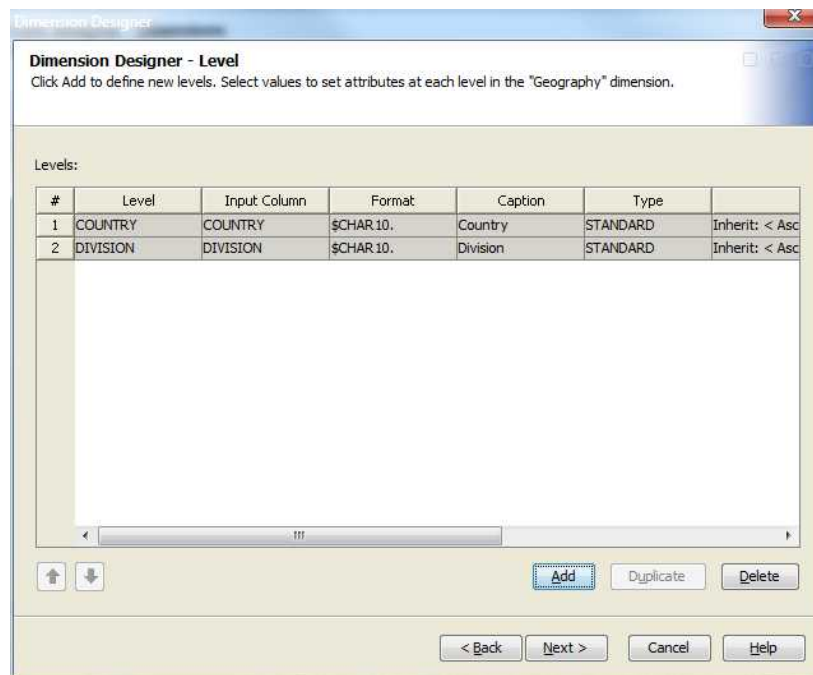 Dimension Designer
Dimension Designer - Level
Click Add to define new levels. Select values to set attributes at each level in the "Geography" dimension.
Levels:
# Level Input Column Format Caption Type
1 COUNTRY COUNTRY $CHAR10. Country STANDARD Inherit: < Asc
2 DIVISION DIVISION $CHAR10. Division STANDARD Inherit: < Asc
Add Duplicate Delete
< Back Next > Cancel Help